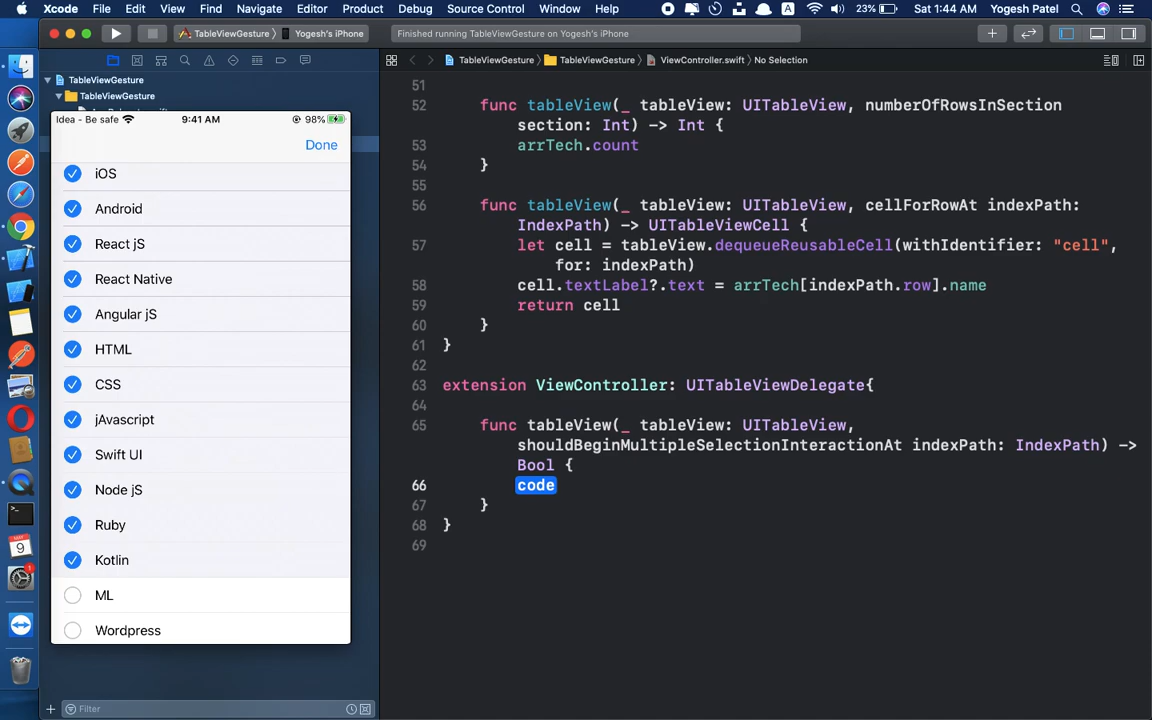 Xcode File Edit View Find Navigate Editor Product Debug Source Control Window Help A 23% Sat 1:44 AM Yogesh Patel
TableViewGesture 〉 Yogesh's iPhone
Finished running TableViewGesture on Yogesh's iPhone
TableViewGesture 〉 TableViewGesture 〉 ViewController.swift 〉 No Selection
TableViewGesture
TableViewGesture
Idea - Be safe 9:41 AM 98%
Done
iOS
Android
React jS
React Native
Angular jS
HTML
CSS
jAvascript
Swift UI
Node jS
Ruby
Kotlin
ML
Wordpress
Filter
51
52 func tableView(_ tableView: UITableView, numberOfRowsInSection
section: Int) -> Int {
53 arrTech.count
54 }
55
56 func tableView(_ tableView: UITableView, cellForRowAt indexPath:
IndexPath) -> UITableViewCell {
57 let cell = tableView.dequeueReusableCell(withIdentifier: "cell",
for: indexPath)
58 cell.textLabel?.text = arrTech[indexPath.row].name
59 return cell
60 }
61 }
62
63 extension ViewController: UITableViewDelegate{
64
65 func tableView(_ tableView: UITableView,
shouldBeginMultipleSelectionInteractionAt indexPath: IndexPath) ->
Bool {
66 code
67 }
68 }
69